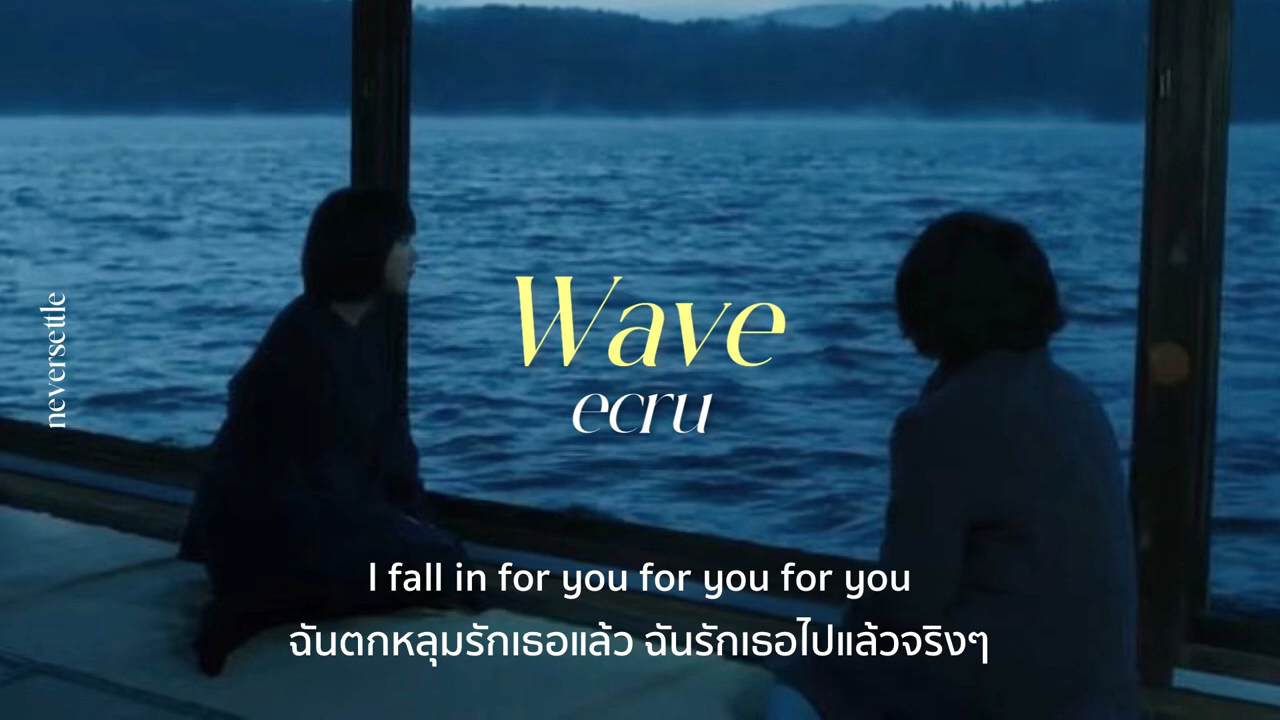 neversettle
Wave
ecru
I fall in for you for you for you
ฉันตกหลุมรักเธอแล้ว ฉันรักเธอไปแล้วจริงๆ